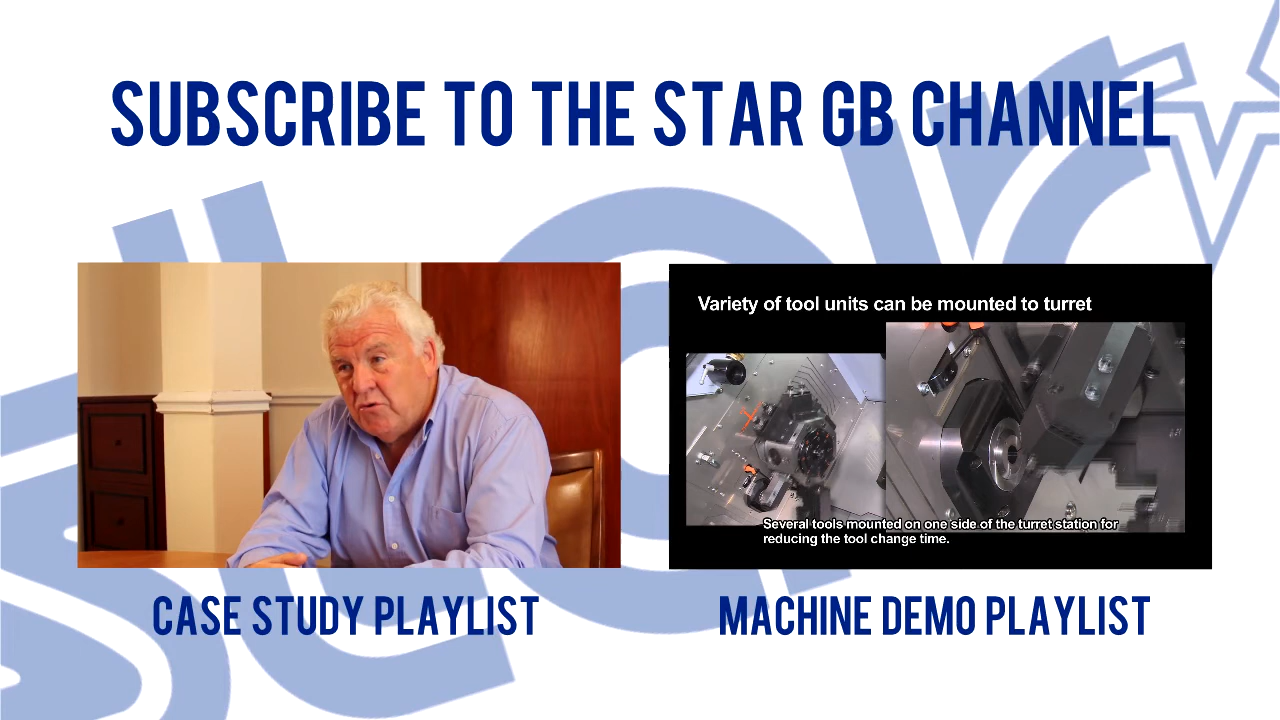 SUBSCRIBE TO THE STAR GB CHANNEL
Variety of tool units can be mounted to turret
Several tools mounted on one side of the turret station for
reducing the tool change time.
CASE STUDY PLAYLIST
MACHINE DEMO PLAYLIST
star